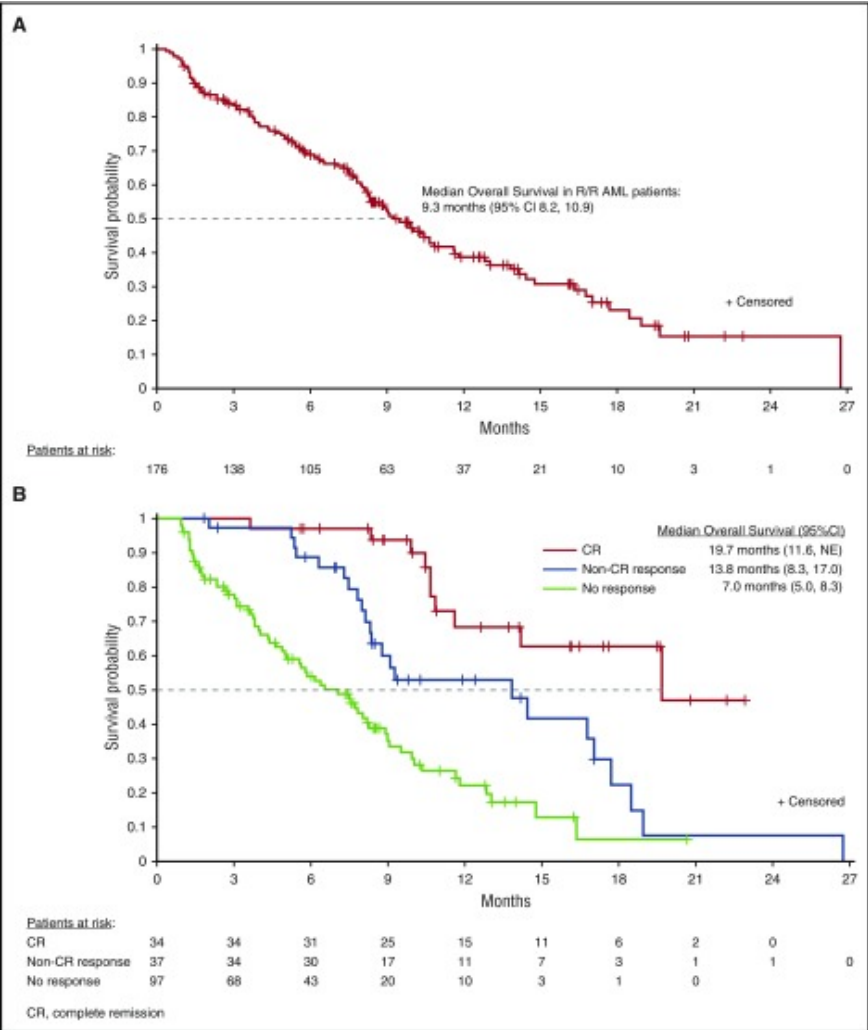 A
Survival probability
1
0.9
0.8
0.7
0.6
0.5
0.4
0.3
0.2
0.1
0
Median Overall Survival in R/R AML patients:
9.3 months (95% CI 8.2, 10.9)
+ Censored
0 3 6 9 12 15 18 21 24 27
Months
Patients at risk:
176 138 105 63 37 21 10 3 1 0
B
Survival probability
1
0.9
0.8
0.7
0.6
0.5
0.4
0.3
0.2
0.1
0
Median Overall Survival (95%CI)
CR 19.7 months (11.6, NE)
Non-CR response 13.8 months (8.3, 17.0)
No response 7.0 months (5.0, 8.3)
+ Censored
0 3 6 9 12 15 18 21 24 27
Months
Patients at risk:
CR 34 34 31 25 15 11 6 2 0
Non-CR response 37 34 30 17 11 7 3 1 1 0
No response 97 68 43 20 10 3 1 0
CR, complete remission